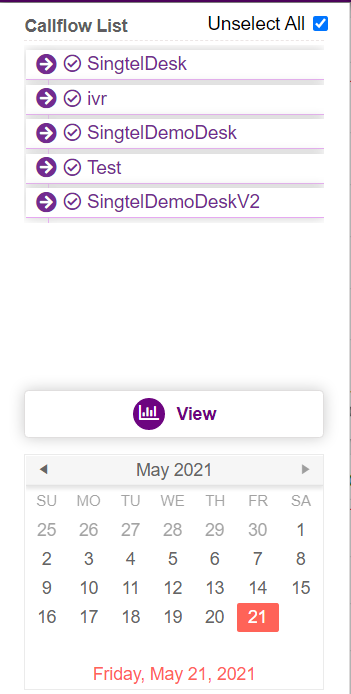 Callflow List Unselect All
SingtelDesk
ivr
SingtelDemoDesk
Test
SingtelDemoDeskV2
View
May 2021
SU MO TU WE TH FR SA
25 26 27 28 29 30 1
2 3 4 5 6 7 8
9 10 11 12 13 14 15
16 17 18 19 20 21
Friday, May 21, 2021